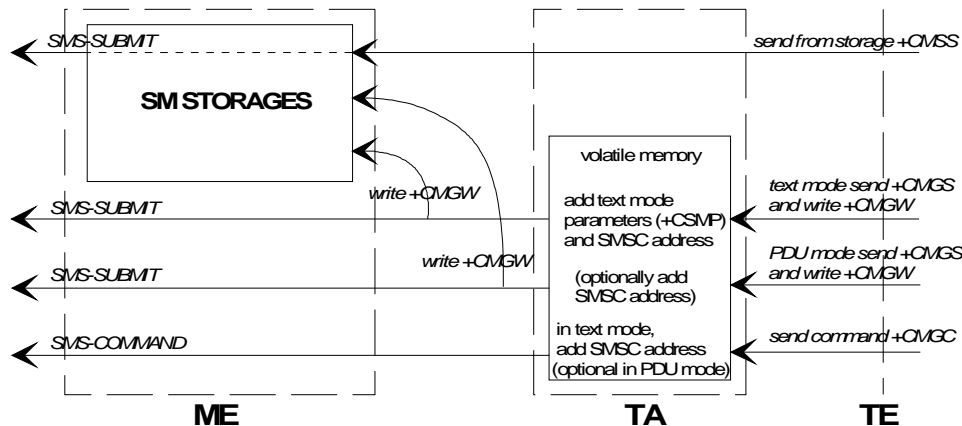 SMS-SUBMIT
send from storage +CMSS
SM STORAGES
volatile memory
write +CMGW
add text mode
parameters (+CSMP)
and SMSC address
text mode send +CMGS
and write +CMGW
SMS-SUBMIT
write +CMGW
PDU mode send +CMGS
and write +CMGW
SMS-SUBMIT
(optionally add
SMSC address)
in text mode,
add SMSC address
(optional in PDU mode)
send command +CMGC
SMS-COMMAND
ME
TA
TE